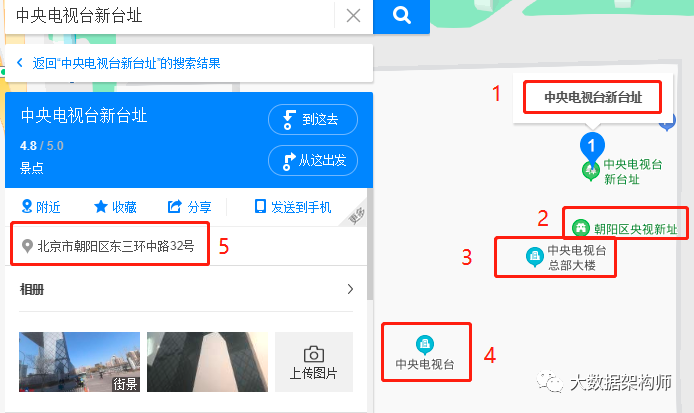 中央电视台新台址
返回"中央电视台新台址"的搜索结果
中央电视台新台址
4.8 / 5.0
景点
到这去
从这出发
附近
收藏
分享
发送到手机
更多
北京市朝阳区东三环中路32号
5
相册
街景
上传图片
1
中央电视台新台址
1
中央电视台
新台址
2
朝阳区央视新址
3
中央电视台
总部大楼
中央电视台
4
大数据架构师